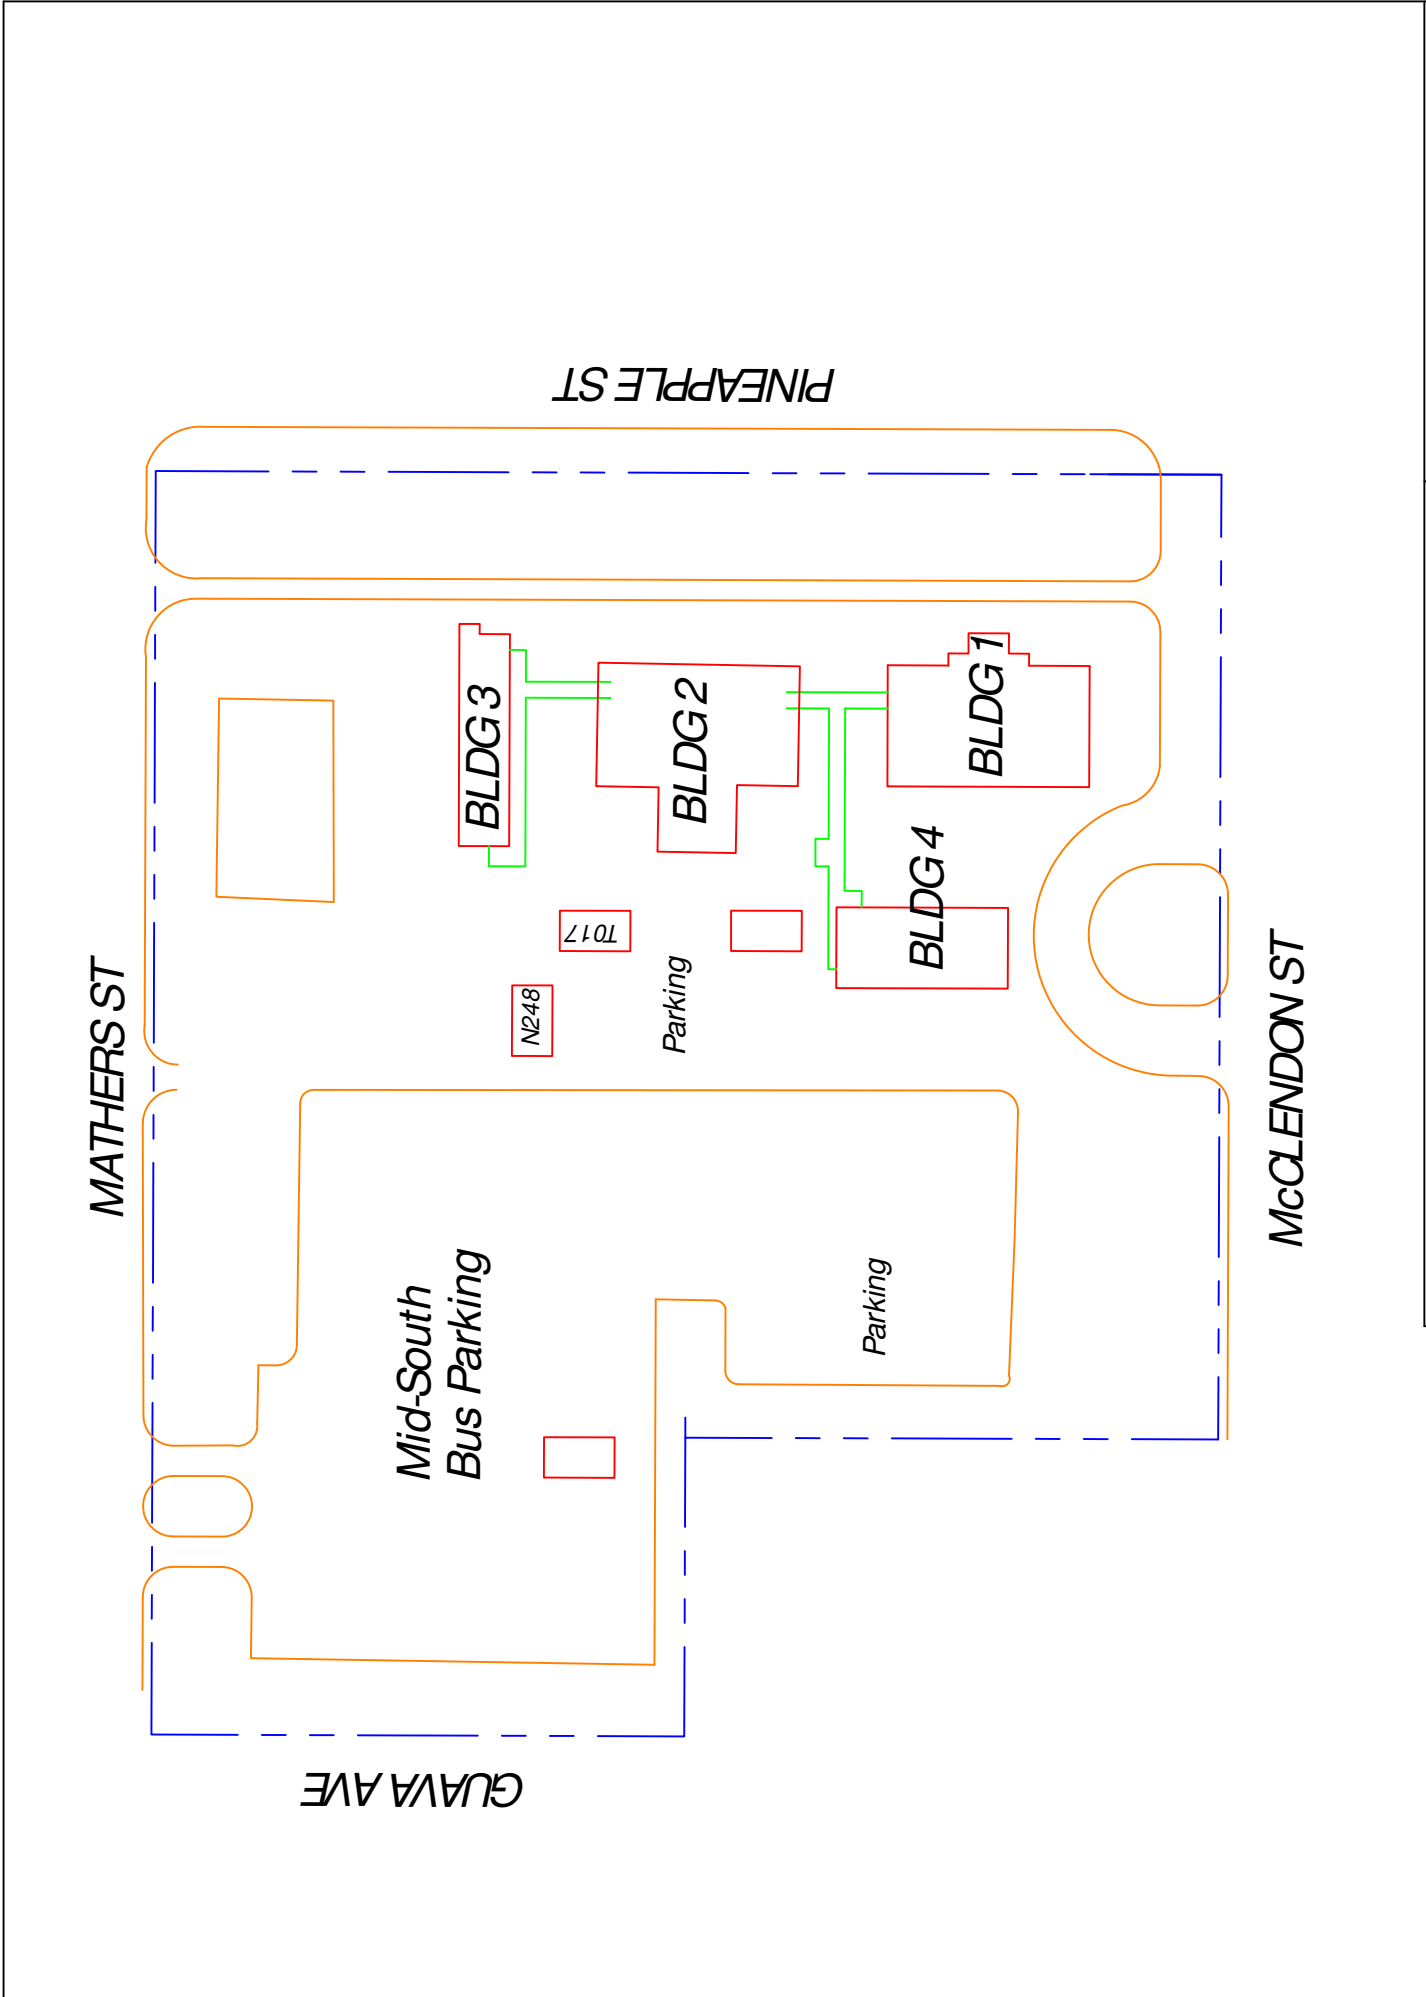 MATHERS ST
PINEAPPLE ST
BLDG 3
BLDG 2
BLDG 1
BLDG 4
T017
N248
Parking
Mid-South
Bus Parking
Parking
McCLENDON ST
GUAVA AVE